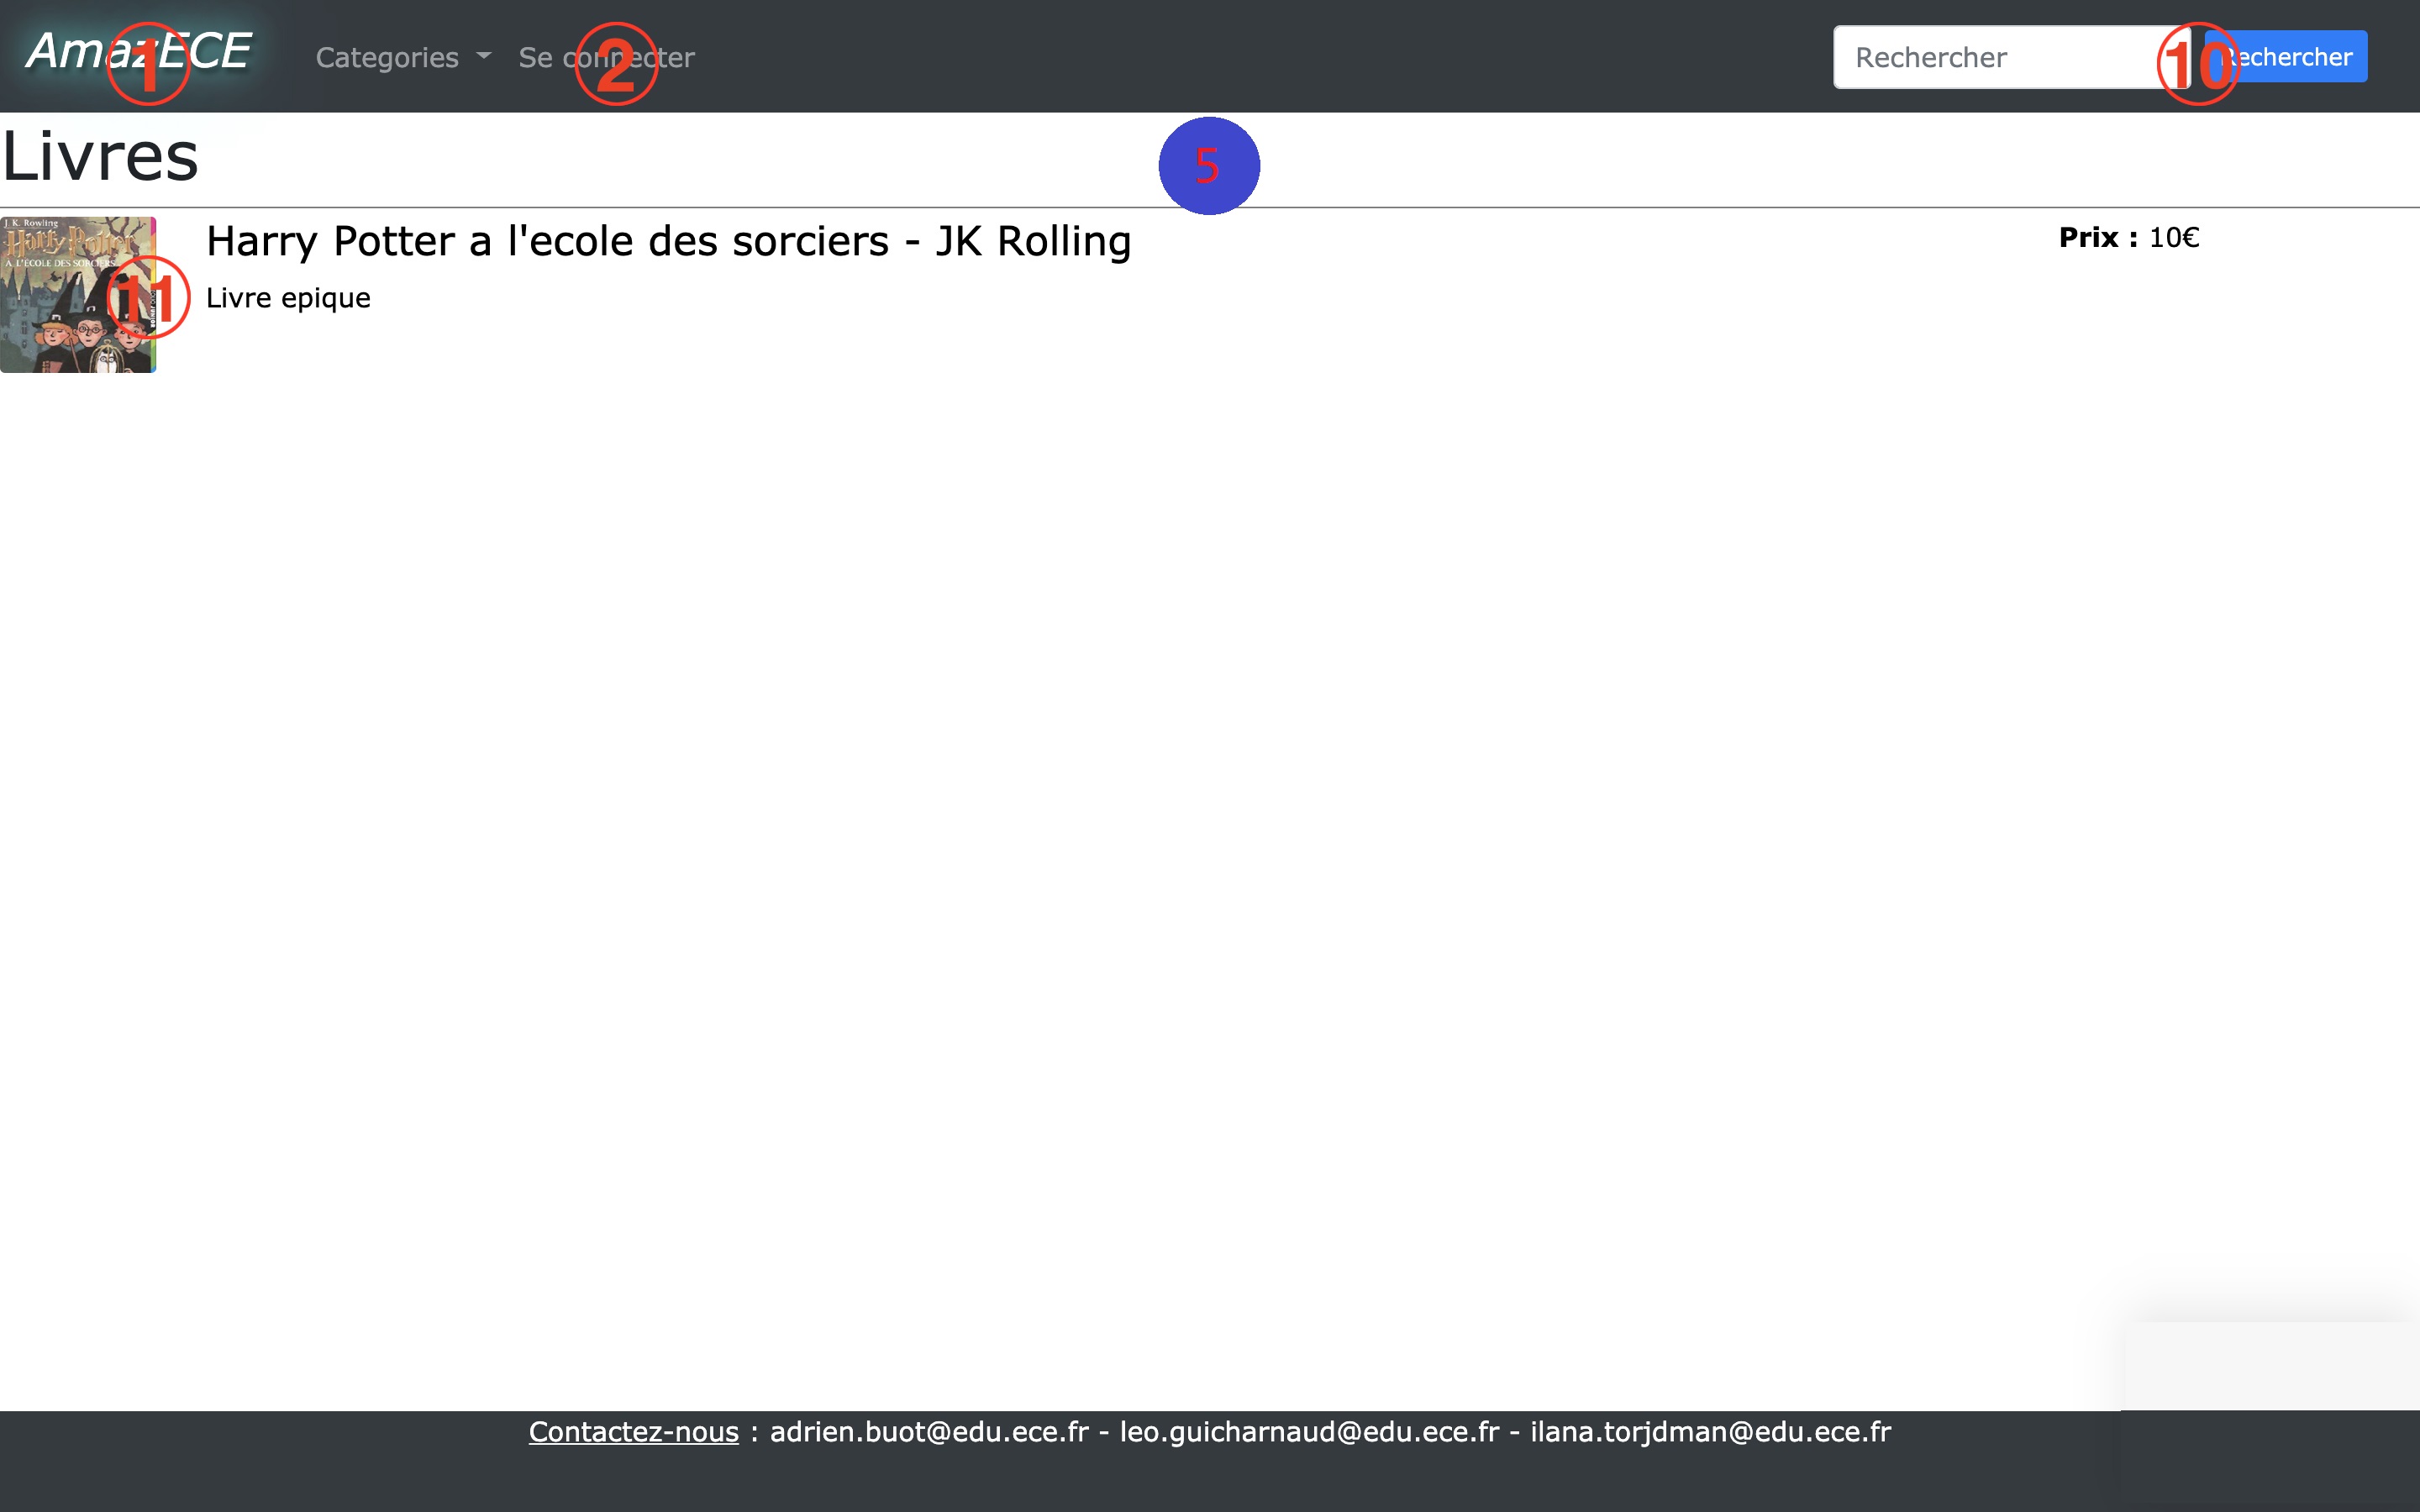 AmazECE Categories Se connecter Rechercher Rechercher
1 2 10
Livres
5
J. K. Rowling
Harry Potter
A L'ECOLE DES SORCIERS
11
Harry Potter a l'ecole des sorciers - JK Rolling
Prix : 10€
Livre epique
Contactez-nous : adrien.buot@edu.ece.fr - leo.guicharnaud@edu.ece.fr - ilana.torjdman@edu.ece.fr